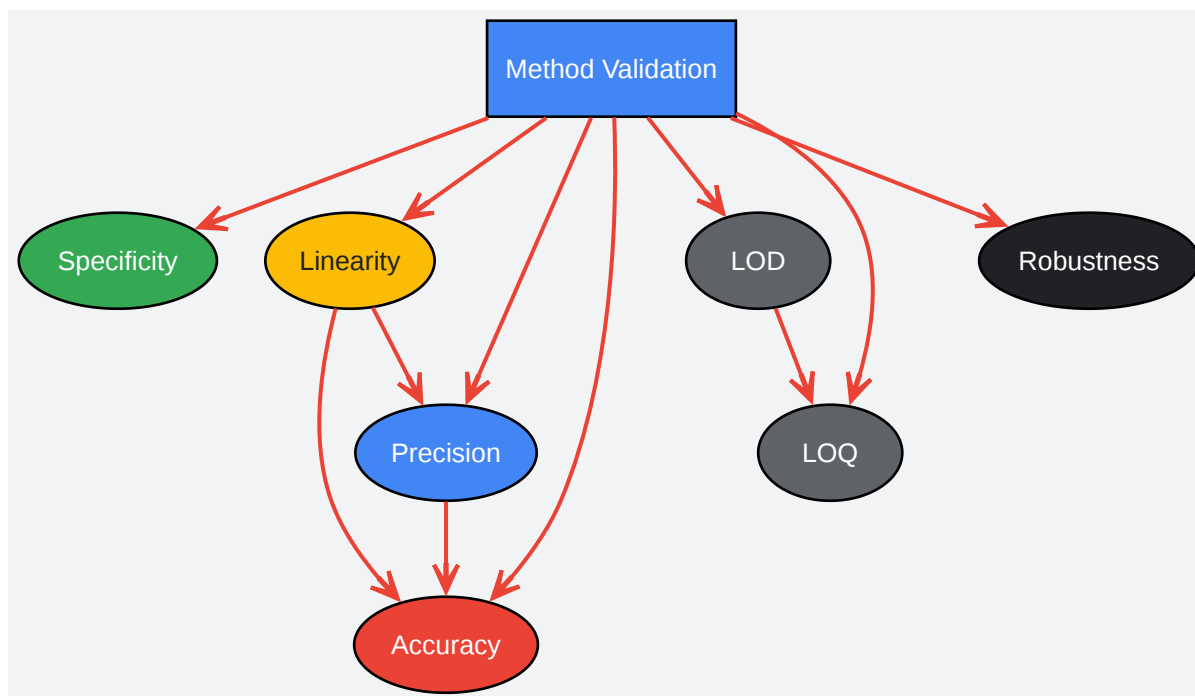 Method Validation
Specificity
Linearity
LOD
Robustness
Precision
LOQ
Accuracy